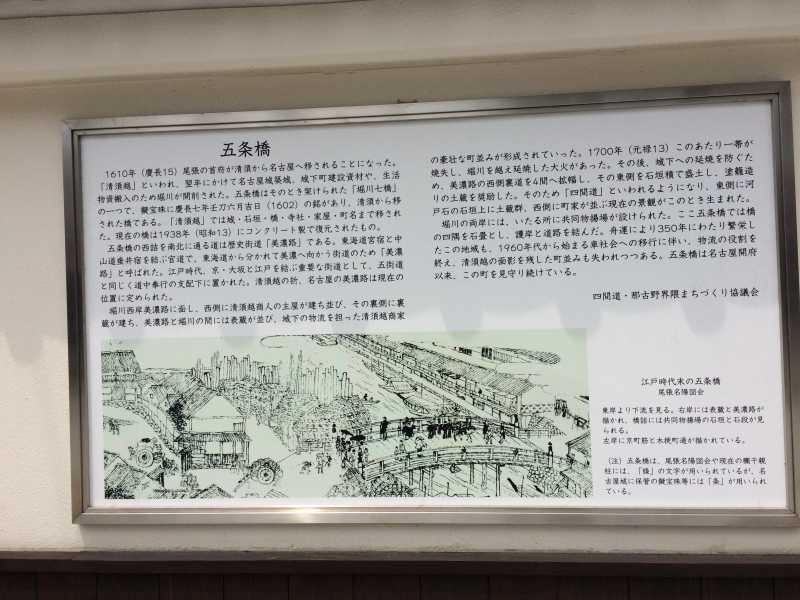 五条橋
1610年（慶長15）尾張の首府が清須から名古屋へ移されることになった。
「清須越」といわれ、翌年にかけて名古屋城築城、城下町建設資材や、生活
物資搬入のため堀川が開削された。五条橋はそのとき架けられた「堀川七橋」
の一つで、擬宝珠に慶長七年壬刀六月吉日（1602）の銘があり、清須から移
された橋である。「清須越」では城・石垣・橋・寺社・家屋・町名まで移され
た。現在の橋は1938年（昭和13）にコンクリート製で復元されたもの。
五条橋の西詰を南北に通る道は歴史街道「美濃路」である。東海道宮宿と中
山道垂井宿を結ぶ官道で、東海道から分かれて美濃へ向かう街道のため「美濃
路」と呼ばれた。江戸時代、京・大坂と江戸を結ぶ重要な街道として、五街道
と同じく道中奉行の支配下に置かれた。清須越の折、名古屋の美濃路は現在の
位置に定められた。
堀川西岸美濃路に面し、西側に清須越商人の主屋が建ち並び、その裏側に裏
蔵が建ち、美濃路と堀川の間には表蔵が並び、城下の物流を担った清須越商家
の豪壮な町並みが形成されていった。1700年（元禄13）このあたり一帯が
焼失し、堀川を越え延焼した大火があった。その後、城下への延焼を防ぐた
め、美濃路の西側裏道を4間へ拡幅し、その東側を石垣積で盛土し、塗籠造
りの土蔵を奨励した。そのため「四間道」といわれるようになり、東側に河
戸石の石垣上に土蔵群、西側に町家が並ぶ現在の景観がこのとき生まれた。
堀川の両岸には、いたる所に共同物揚場が設けられた。ここ五条橋では橋
の四隅を石畳とし、護岸と道路を結んだ。舟運により350年にわたり繁栄し
たこの地域も、1960年代から始まる車社会への移行に伴い、物流の役割を
終え、清須越の面影を残した町並みも失われつつある。五条橋は名古屋開府
以来、この町を見守り続けている。
四間道・那古野界隈まちづくり協議会
江戸時代末の五条橋
尾張名陽図会
東岸より下流を見る。右岸には表蔵と美濃路が
描かれ、橋詰には共同物揚場の石垣と石段が見
られる。
左岸に京町筋と木挽町通が描かれている。
（注）五条橋は、尾張名陽図会や現在の欄干親
柱には、「條」の文字が用いられているが、名
古屋城に保管の擬宝珠等には「条」が用いられ
ている。